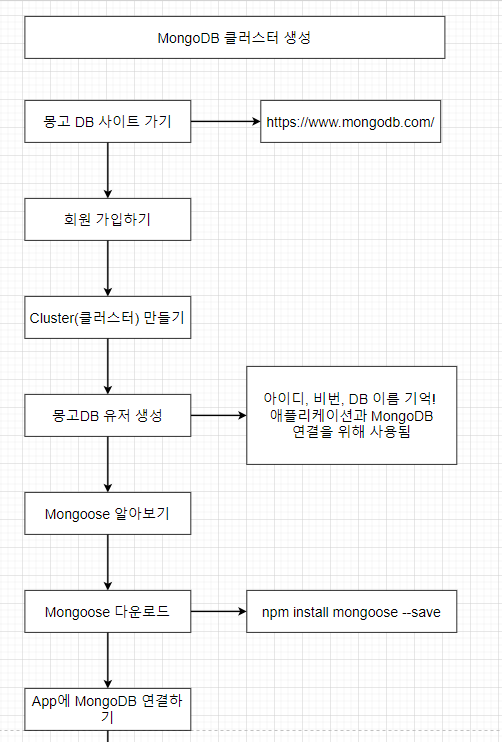 MongoDB 클러스터 생성
몽고 DB 사이트 가기
https://www.mongodb.com/
회원 가입하기
Cluster(클러스터) 만들기
몽고DB 유저 생성
아이디, 비번, DB 이름 기억!
애플리케이션과 MongoDB
연결을 위해 사용됨
Mongoose 알아보기
Mongoose 다운로드
npm install mongoose --save
App에 MongoDB 연결하
기